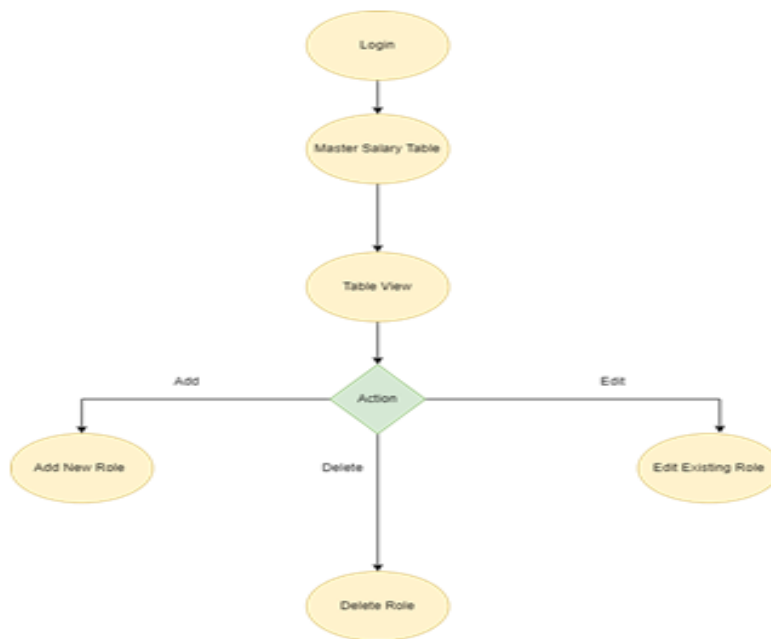 Login
Master Salary Table
Table View
Add
Edit
Action
Add New Role
Delete
Edit Existing Role
Delete Role